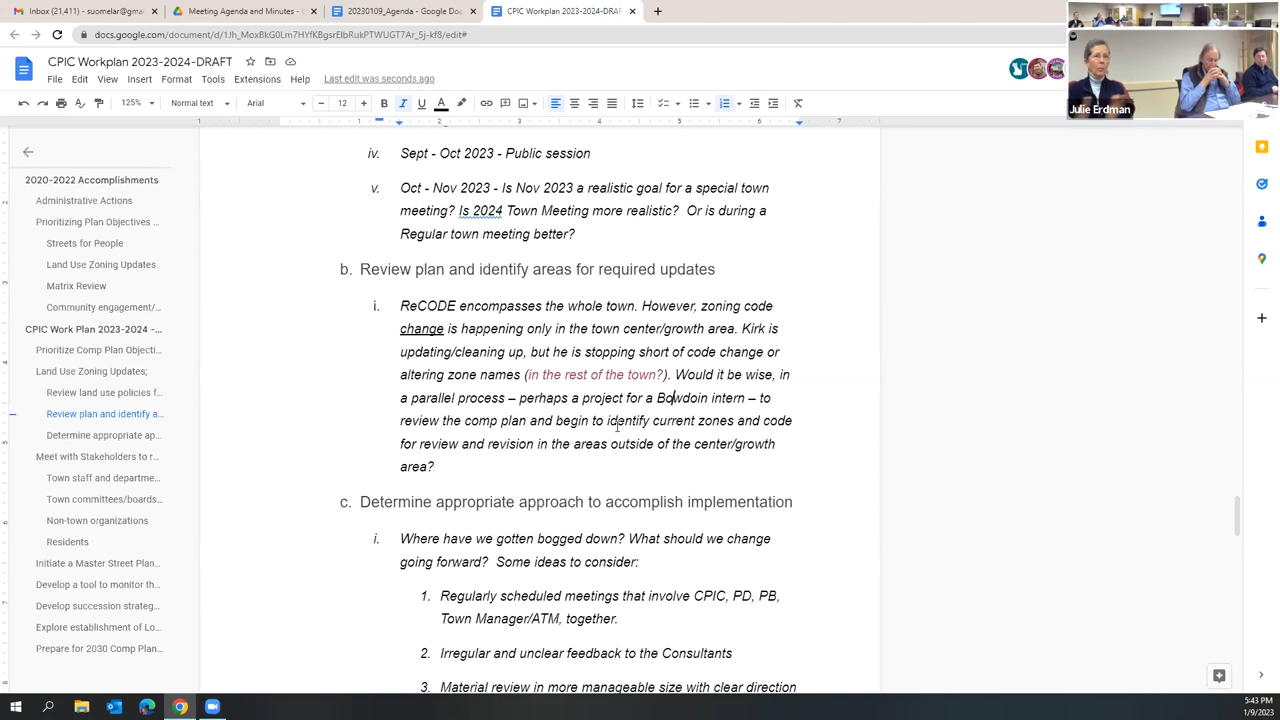 Inbox (21,411) - suomelar@gmai
Meeting Agenda and Minutes - G
20230109_Agenda - Google Doc
CPIC Workplan 2023-2024-DRAFT
CPIC Workplan 2023-2024-DRAFT
File Edit View Insert Format Tools Extensions Help Last edit was seconds ago
125% Normal text Arial 12 B I U A
1 1 2 3 4 5 6 7
2020-2022 Accomplishments
Administrative Actions
Prioritizing Plan Objectives ...
Streets for People
Land Use Zoning Updates
Matrix Review
Community engagement/...
CPIC Work Plan 2023-2024 -...
Prioritize Comp Plan Objecti...
Land Use Zoning Updates;
Review land use policies f...
Review plan and identify a...
Determine appropriate ap...
Meet with Stakeholders to r...
Town staff and departme...
Town committees/boards...
Non-town organizations
Residents
Initiate a Master Street Plan...
Develop a tool to monitor th...
Develop succession strateg...
Explore establishment of Lo...
Prepare for 2030 Comp Plan...
iv. Sept - Oct 2023 - Public session
v. Oct - Nov 2023 - Is Nov 2023 a realistic goal for a special town
meeting? Is 2024 Town Meeting more realistic? Or is during a
Regular town meeting better?
b. Review plan and identify areas for required updates
i. ReCODE encompasses the whole town. However, zoning code
change is happening only in the town center/growth area. Kirk is
updating/cleaning up, but he is stopping short of code change or
altering zone names (in the rest of the town?). Would it be wise, in
a parallel process – perhaps a project for a Bowdoin intern – to
review the comp plan and begin to identify current zones and code
for review and revision in the areas outside of the center/growth
area?
c. Determine appropriate approach to accomplish implementation
i. Where have we gotten bogged down? What should we change
going forward? Some ideas to consider:
1. Regularly scheduled meetings that involve CPIC, PD, PB,
Town Manager/ATM, together.
2. Irregular and unclear feedback to the Consultants
3. Material review in more manageable size with clear direction
Julie Erdman
5:43 PM
1/9/2023